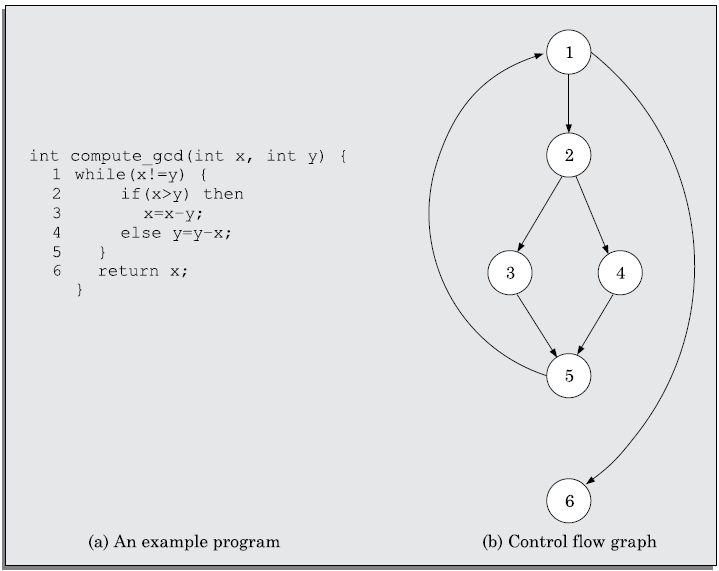 int compute_gcd(int x, int y) {
1 while(x!=y) {
2 if(x>y) then
3 x=x-y;
4 else y=y-x;
5 }
6 return x;
}
(a) An example program
1
2
3 4
5
6
(b) Control flow graph